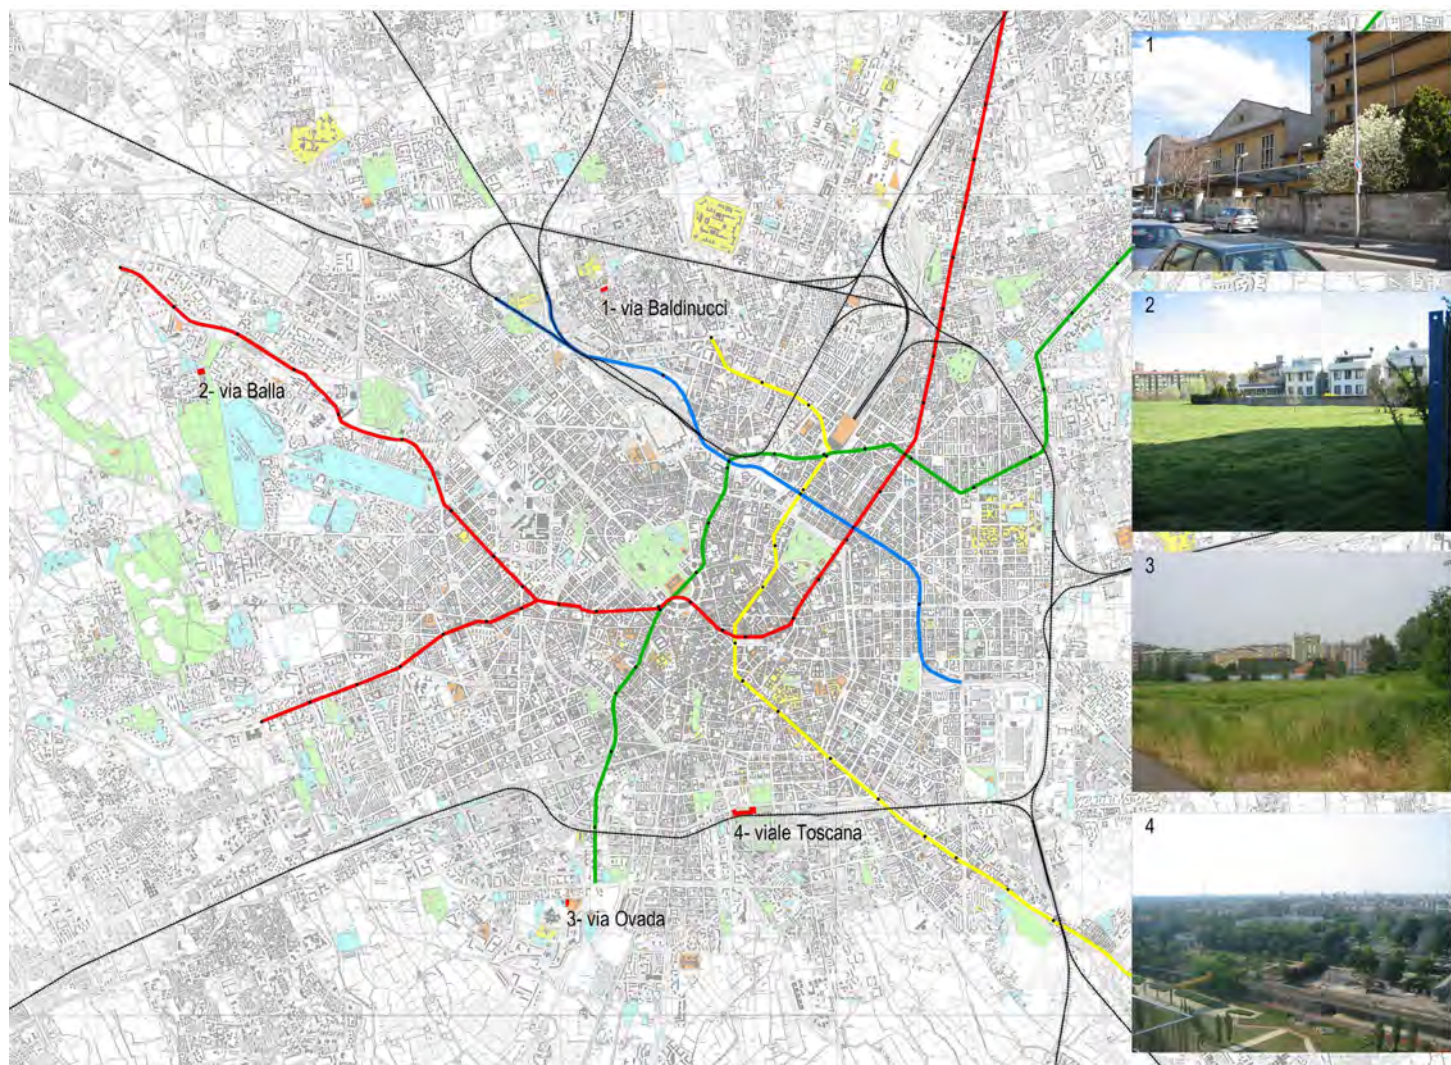 1
1- via Baldinucci
2
2- via Balla
3
4- viale Toscana
4
3- via Ovada